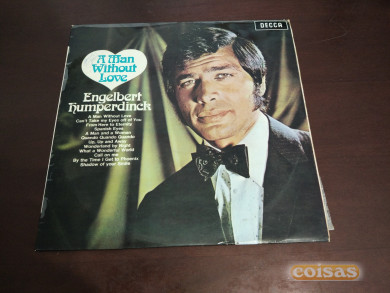 DECCA
A Man
Without
Love
Engelbert
Humperdinck
A Man Without Love
Can't Take my Eyes off of You
From Here to Eternity
Spanish Eyes
A Man and a Woman
Quando Quando Quando
Up, Up and Away
Wonderland by Night
What a Wonderful World
Call on me
By the Time I Get to Phoenix
Shadow of your Smile
coisas